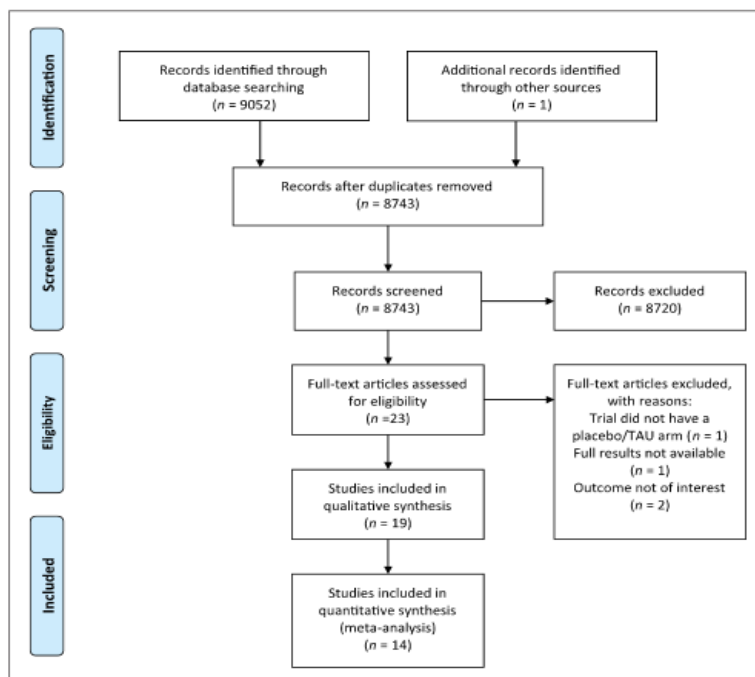 Identification
Records identified through
database searching
(n = 9052)
Additional records identified
through other sources
(n = 1)
Records after duplicates removed
(n = 8743)
Screening
Records screened
(n = 8743)
Records excluded
(n = 8720)
Eligibility
Full-text articles assessed
for eligibility
(n =23)
Full-text articles excluded,
with reasons:
Trial did not have a
placebo/TAU arm (n = 1)
Full results not available
(n = 1)
Outcome not of interest
(n = 2)
Studies included in
qualitative synthesis
(n = 19)
Included
Studies included in
quantitative synthesis
(meta-analysis)
(n = 14)